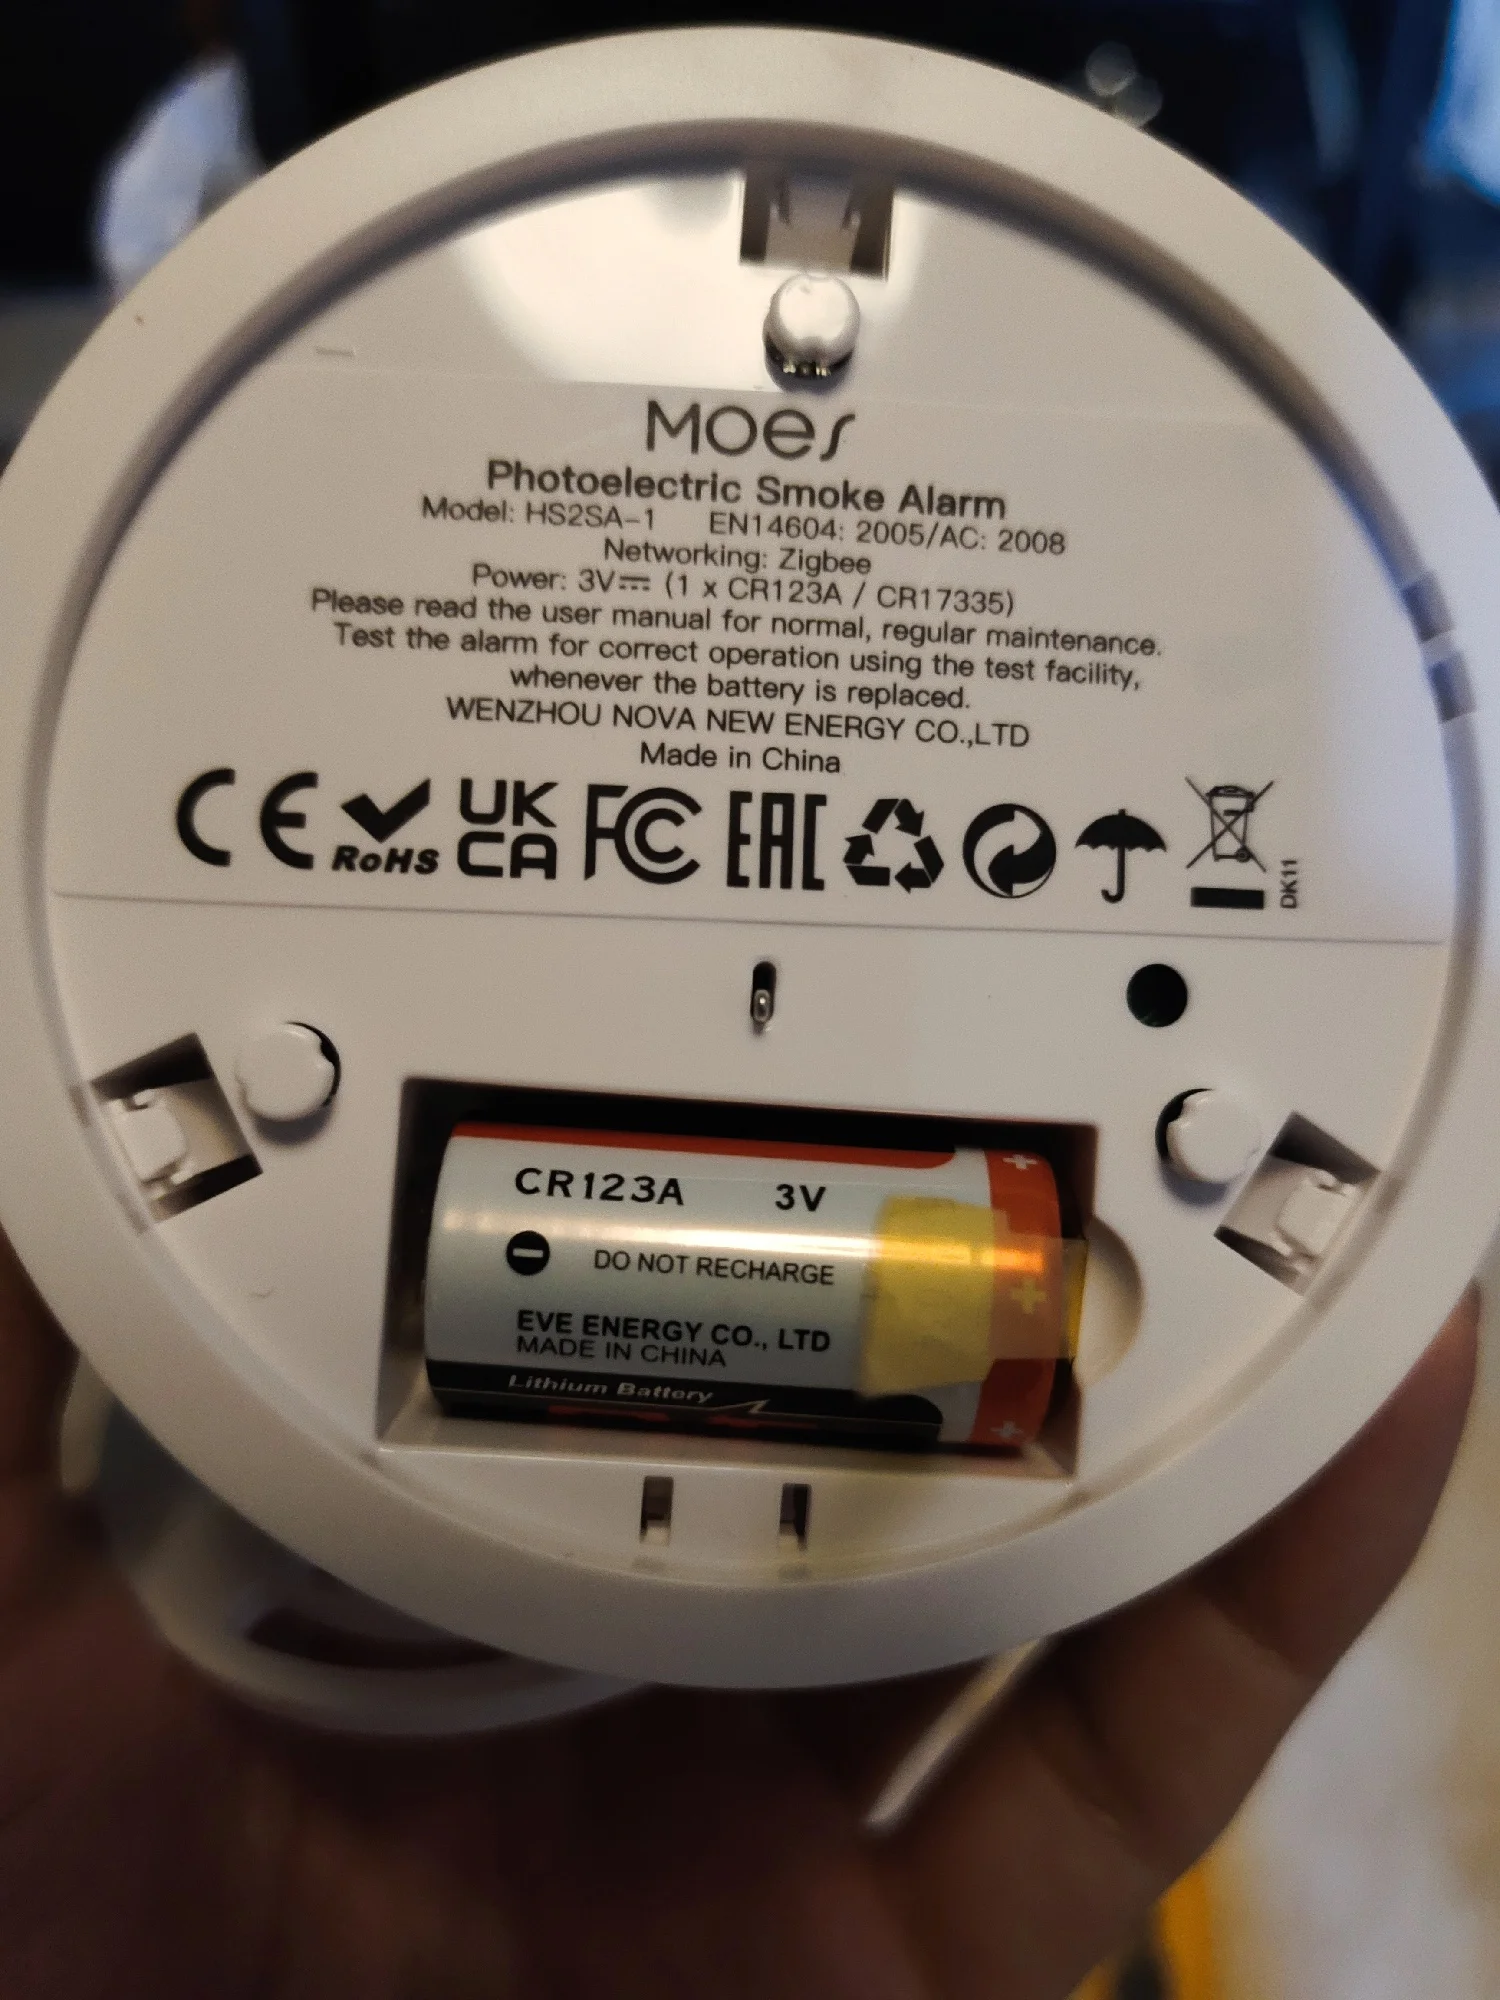 Moes
Photoelectric Smoke Alarm
Model: HS2SA-1 EN14604: 2005/AC: 2008
Networking: Zigbee
Power: 3V⎓ (1 x CR123A / CR17335)
Please read the user manual for normal, regular maintenance.
Test the alarm for correct operation using the test facility,
whenever the battery is replaced.
WENZHOU NOVA NEW ENERGY CO.,LTD
Made in China
CE RoHS UK CA FC EAC
DK11
CR123A 3V
DO NOT RECHARGE
EVE ENERGY CO., LTD
MADE IN CHINA
Lithium Battery